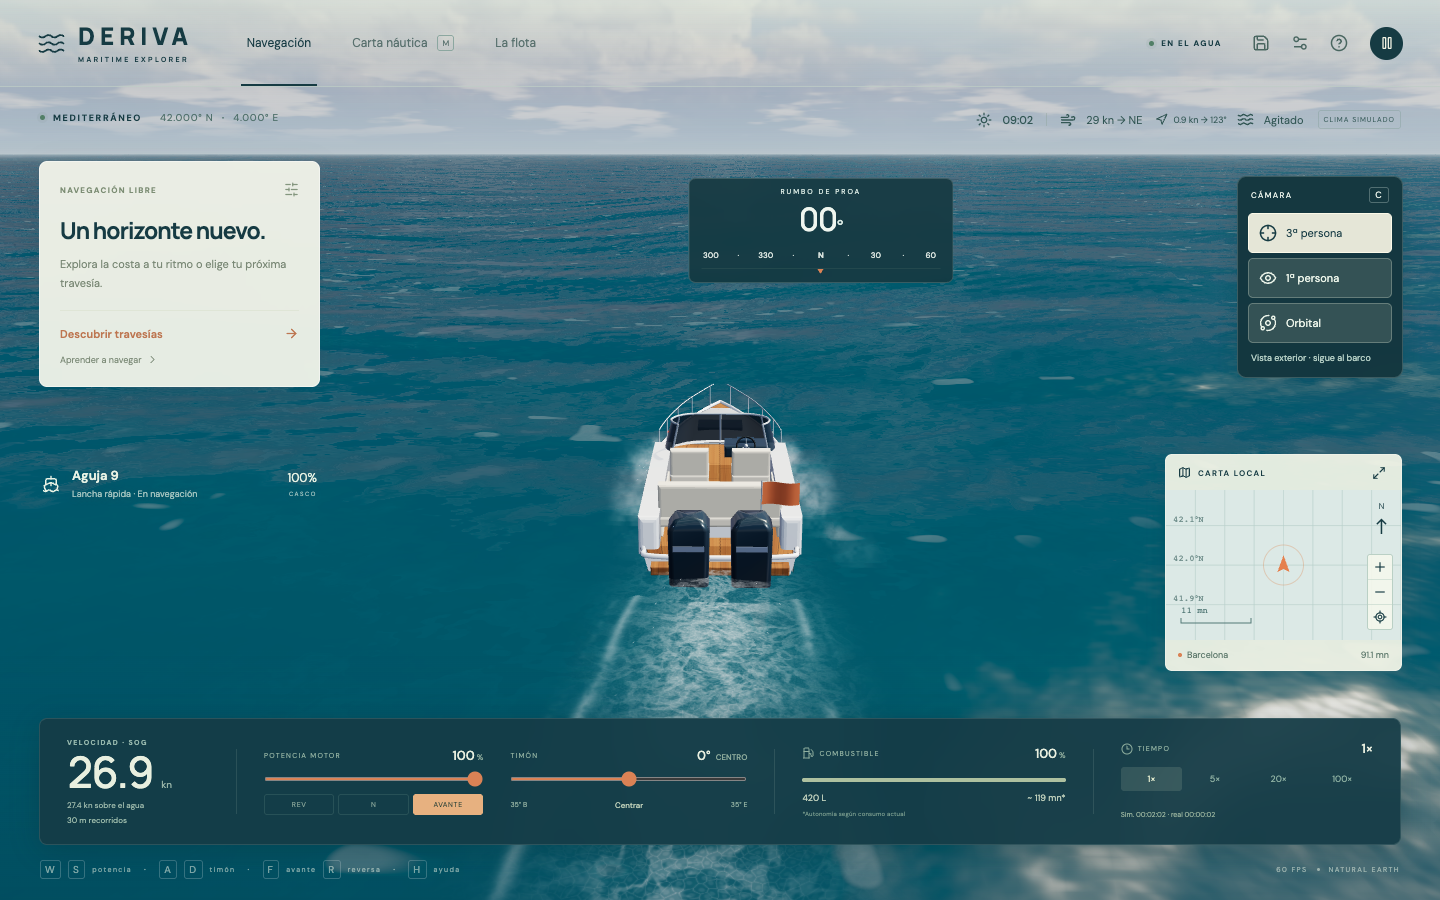 DERIVA
MARITIME EXPLORER
Navegación
Carta náutica M
La flota
EN EL AGUA
MEDITERRÁNEO 42.000° N · 4.000° E
09:02
29 kn → NE
0.9 kn → 123°
Agitado
CLIMA SIMULADO
NAVEGACIÓN LIBRE
Un horizonte nuevo.
Explora la costa a tu ritmo o elige tu próxima
travesía.
Descubrir travesías →
Aprender a navegar
RUMBO DE PROA
00°
300 · 330 · N · 30 · 60
CÁMARA C
3ª persona
1ª persona
Orbital
Vista exterior · sigue al barco
Aguja 9
Lancha rápida · En navegación
100%
CASCO
CARTA LOCAL
N
42.1°N
42.0°N
41.9°N
11 mn
+
−
Barcelona 91.1 mn
VELOCIDAD · SOG
26.9 kn
27.4 kn sobre el agua
30 m recorridos
POTENCIA MOTOR 100 %
REV N AVANTE
TIMÓN 0° CENTRO
35° B Centrar 35° E
COMBUSTIBLE 100 %
420 L ~ 119 mn*
*Autonomía según consumo actual
TIEMPO 1×
1× 5× 20× 100×
Sim. 00:02:02 · real 00:00:02
W S potencia · A D timón · F avante R reversa · H ayuda
60 FPS • NATURAL EARTH